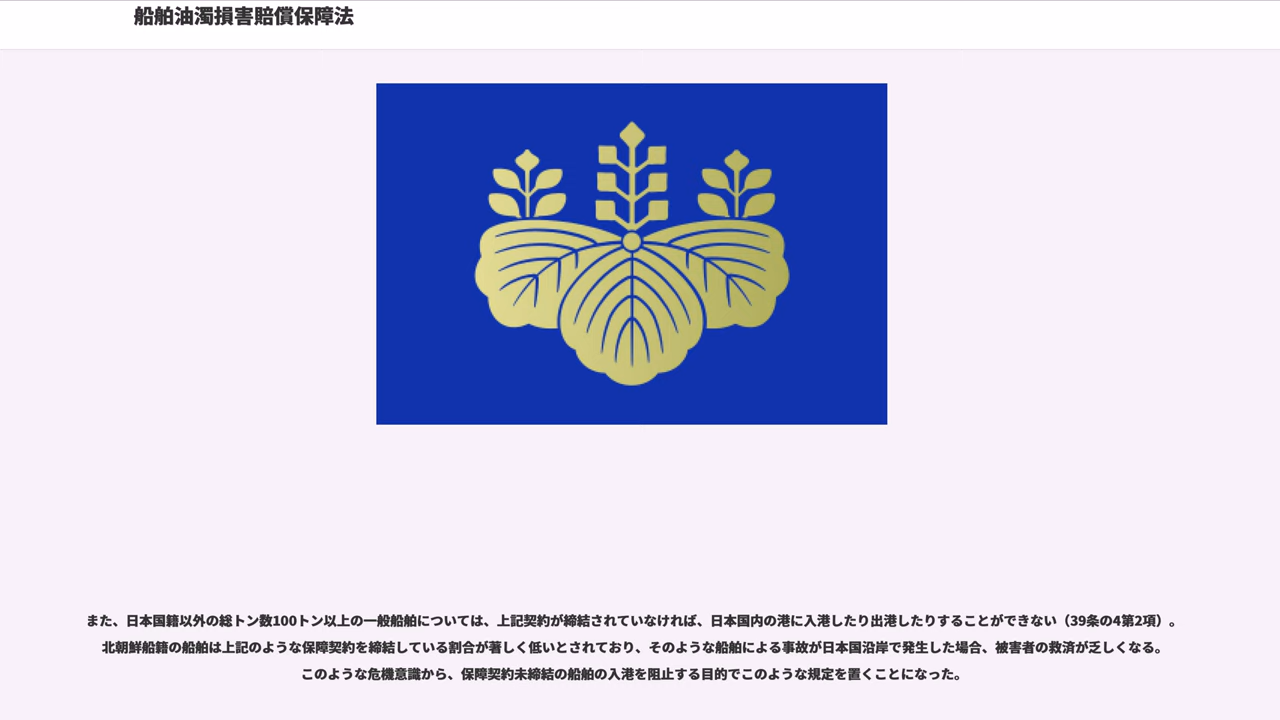 船舶油濁損害賠償保障法
また、日本国籍以外の総トン数100トン以上の一般船舶については、上記契約が締結されていなければ、日本国内の港に入港したり出港したりすることができない（39条の4第2項）。
北朝鮮船籍の船舶は上記のような保障契約を締結している割合が著しく低いとされており、そのような船舶による事故が日本国沿岸で発生した場合、被害者の救済が乏しくなる。
このような危機意識から、保障契約未締結の船舶の入港を阻止する目的でこのような規定を置くことになった。